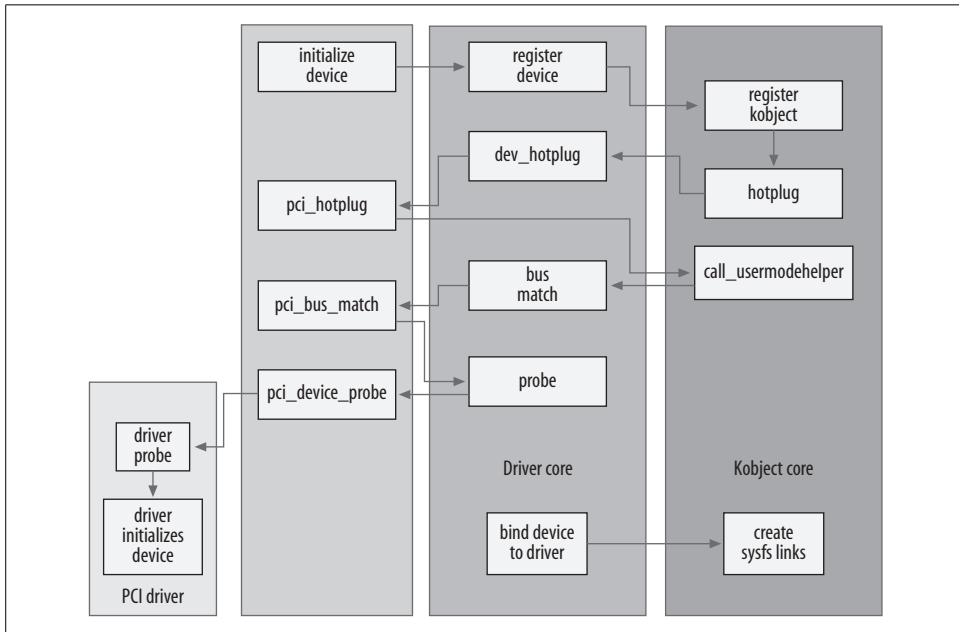 initialize
device
register
device
register
kobject
dev_hotplug
hotplug
pci_hotplug
call_usermodehelper
bus
match
pci_bus_match
probe
pci_device_probe
driver
probe
Driver core
Kobject core
driver
initializes
device
bind device
to driver
create
sysfs links
PCI driver